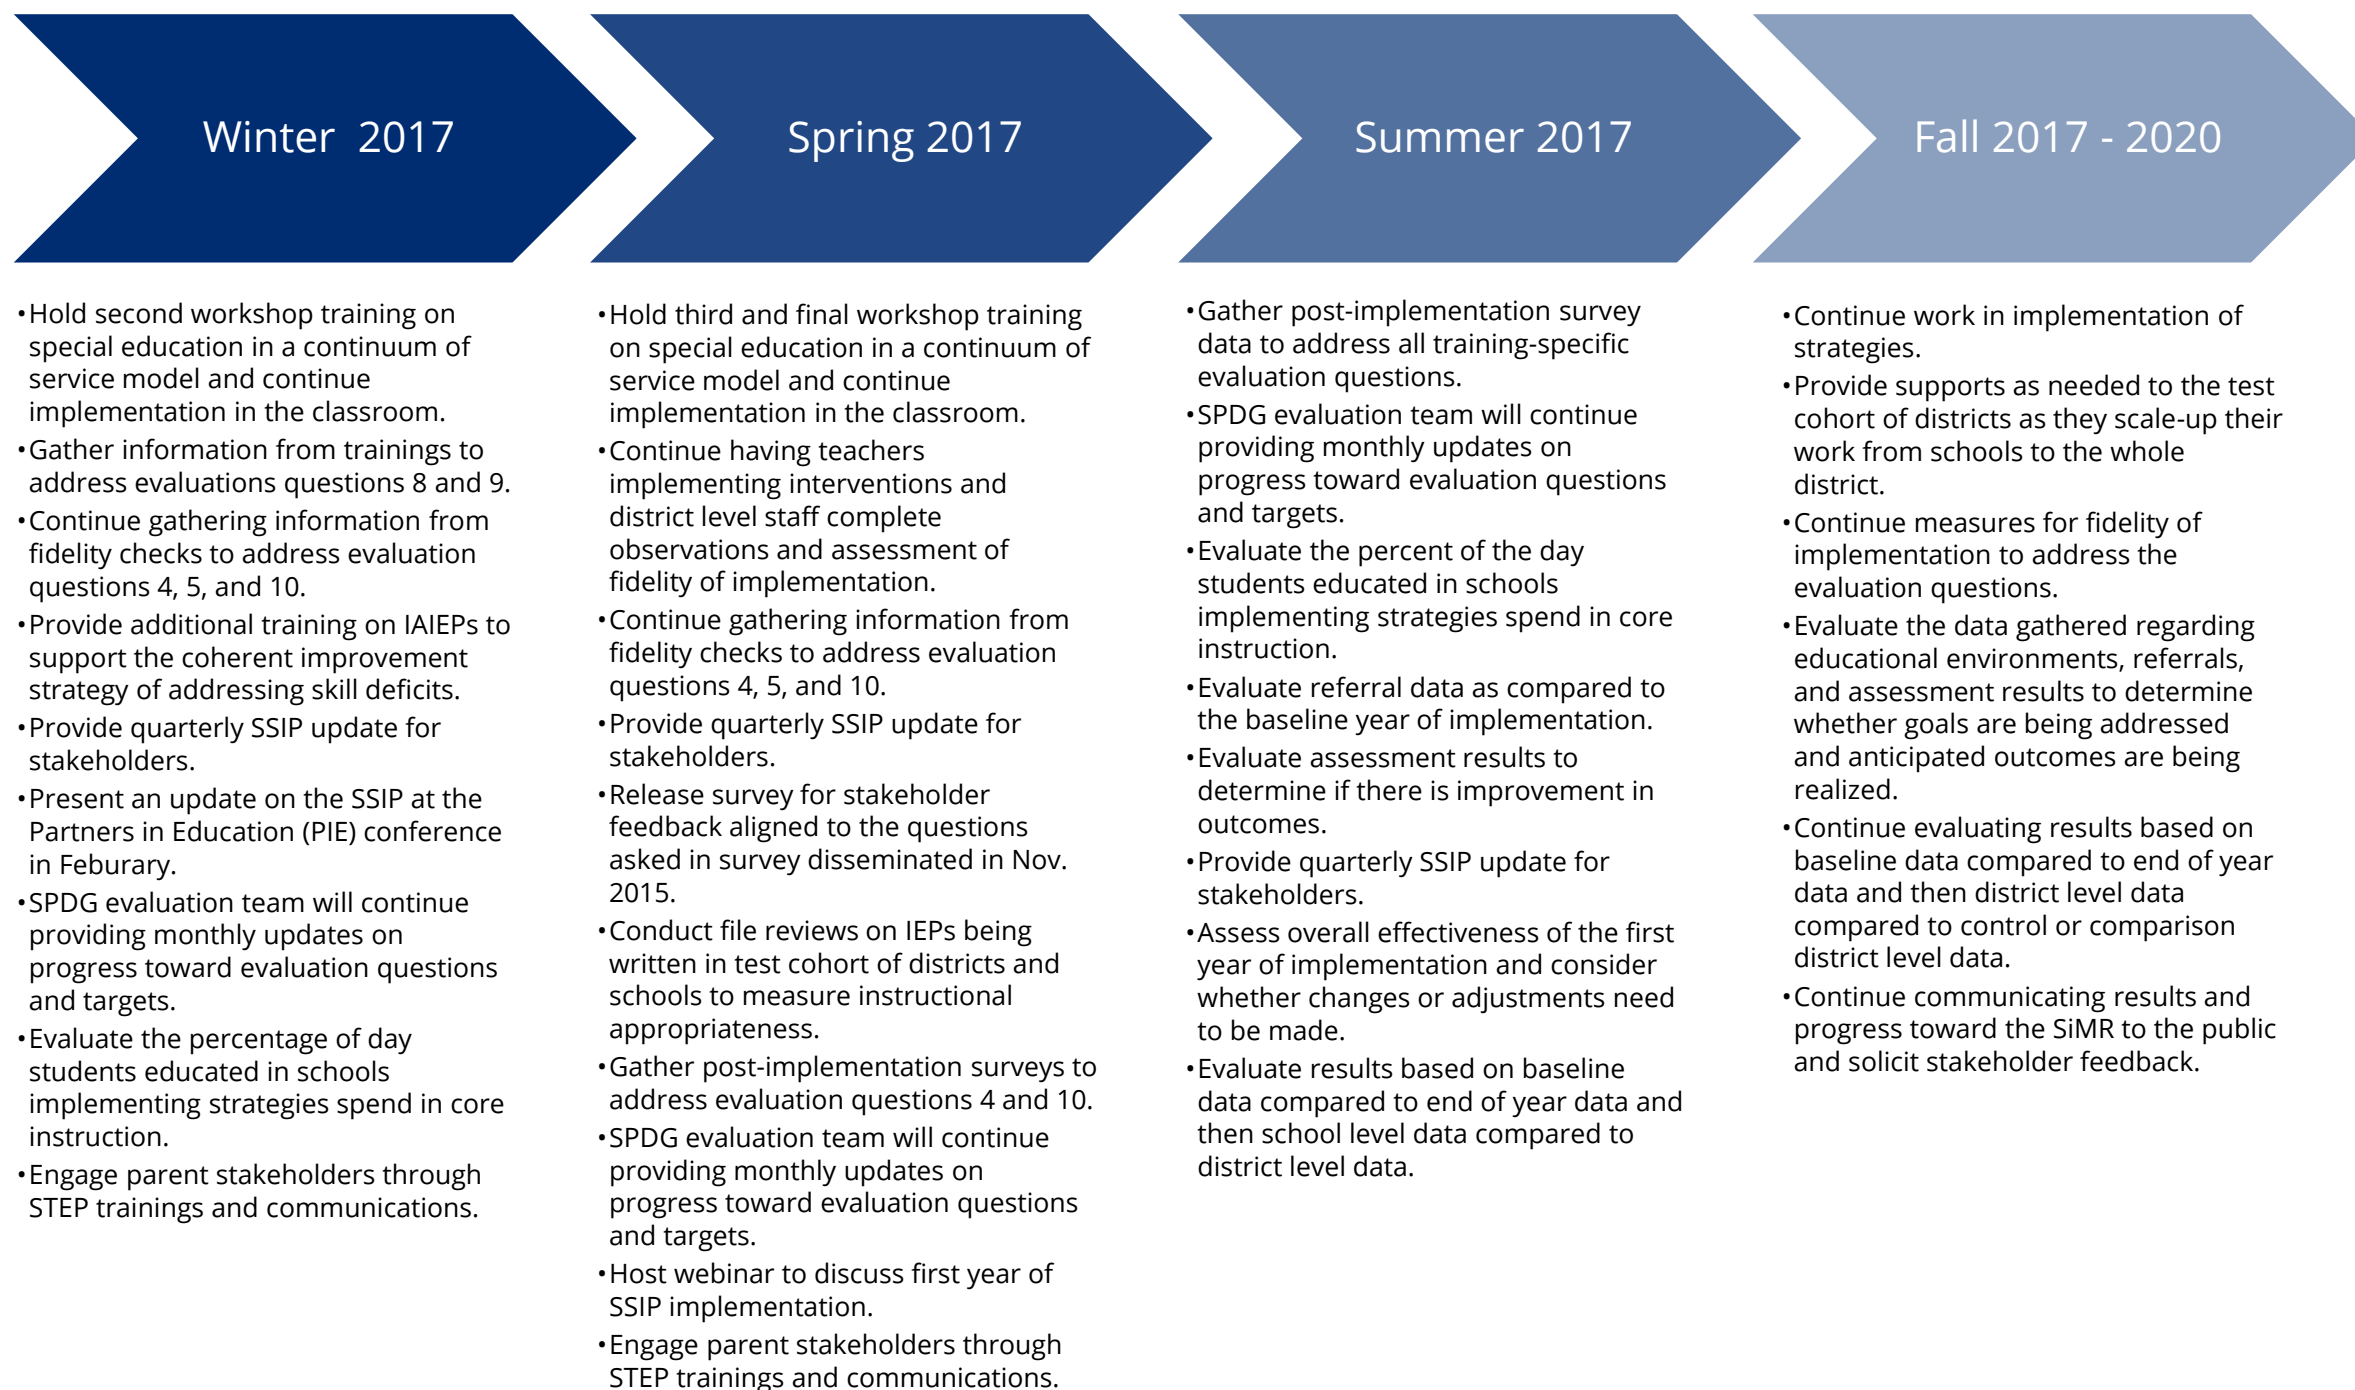 Winter  2017
•Hold second workshop training on
special education in a continuum of
service model and continue
implementation in the classroom.
•Gather information from trainings to
address evaluations questions 8 and 9.
•Continue gathering information from
fidelity checks to address evaluation
questions 4, 5, and 10.
•Provide additional training on IAIEPs to
support the coherent improvement
strategy of addressing skill deficits.
•Provide quarterly SSIP update for
stakeholders.
•Present an update on the SSIP at the
Partners in Education (PIE) conference
in Feburary.
•SPDG evaluation team will continue
providing monthly updates on
progress toward evaluation questions
and targets.
•Evaluate the percentage of day
students educated in schools
implementing strategies spend in core
instruction.
•Engage parent stakeholders through
STEP trainings and communications.
Spring 2017
•Hold third and final workshop training
on special education in a continuum of
service model and continue
implementation in the classroom.
•Continue having teachers
implementing interventions and
district level staff complete
observations and assessment of
fidelity of implementation.
•Continue gathering information from
fidelity checks to address evaluation
questions 4, 5, and 10.
•Provide quarterly SSIP update for
stakeholders.
•Release survey for stakeholder
feedback aligned to the questions
asked in survey disseminated in Nov.
2015.
•Conduct file reviews on IEPs being
written in test cohort of districts and
schools to measure instructional
appropriateness.
•Gather post-implementation surveys to
address evaluation questions 4 and 10.
•SPDG evaluation team will continue
providing monthly updates on
progress toward evaluation questions
and targets.
•Host webinar to discuss first year of
SSIP implementation.
•Engage parent stakeholders through
STEP trainings and communications.
Summer 2017
•Gather post-implementation survey
data to address all training-specific
evaluation questions.
•SPDG evaluation team will continue
providing monthly updates on
progress toward evaluation questions
and targets.
•Evaluate the percent of the day
students educated in schools
implementing strategies spend in core
instruction.
•Evaluate referral data as compared to
the baseline year of implementation.
•Evaluate assessment results to
determine if there is improvement in
outcomes.
•Provide quarterly SSIP update for
stakeholders.
•Assess overall effectiveness of the first
year of implementation and consider
whether changes or adjustments need
to be made.
•Evaluate results based on baseline
data compared to end of year data and
then school level data compared to
district level data.
Fall 2017 - 2020
•Continue work in implementation of
strategies.
•Provide supports as needed to the test
cohort of districts as they scale-up their
work from schools to the whole
district.
•Continue measures for fidelity of
implementation to address the
evaluation questions.
•Evaluate the data gathered regarding
educational environments, referrals,
and assessment results to determine
whether goals are being addressed
and anticipated outcomes are being
realized.
•Continue evaluating results based on
baseline data compared to end of year
data and then district level data
compared to control or comparison
district level data.
•Continue communicating results and
progress toward the SiMR to the public
and solicit stakeholder feedback.